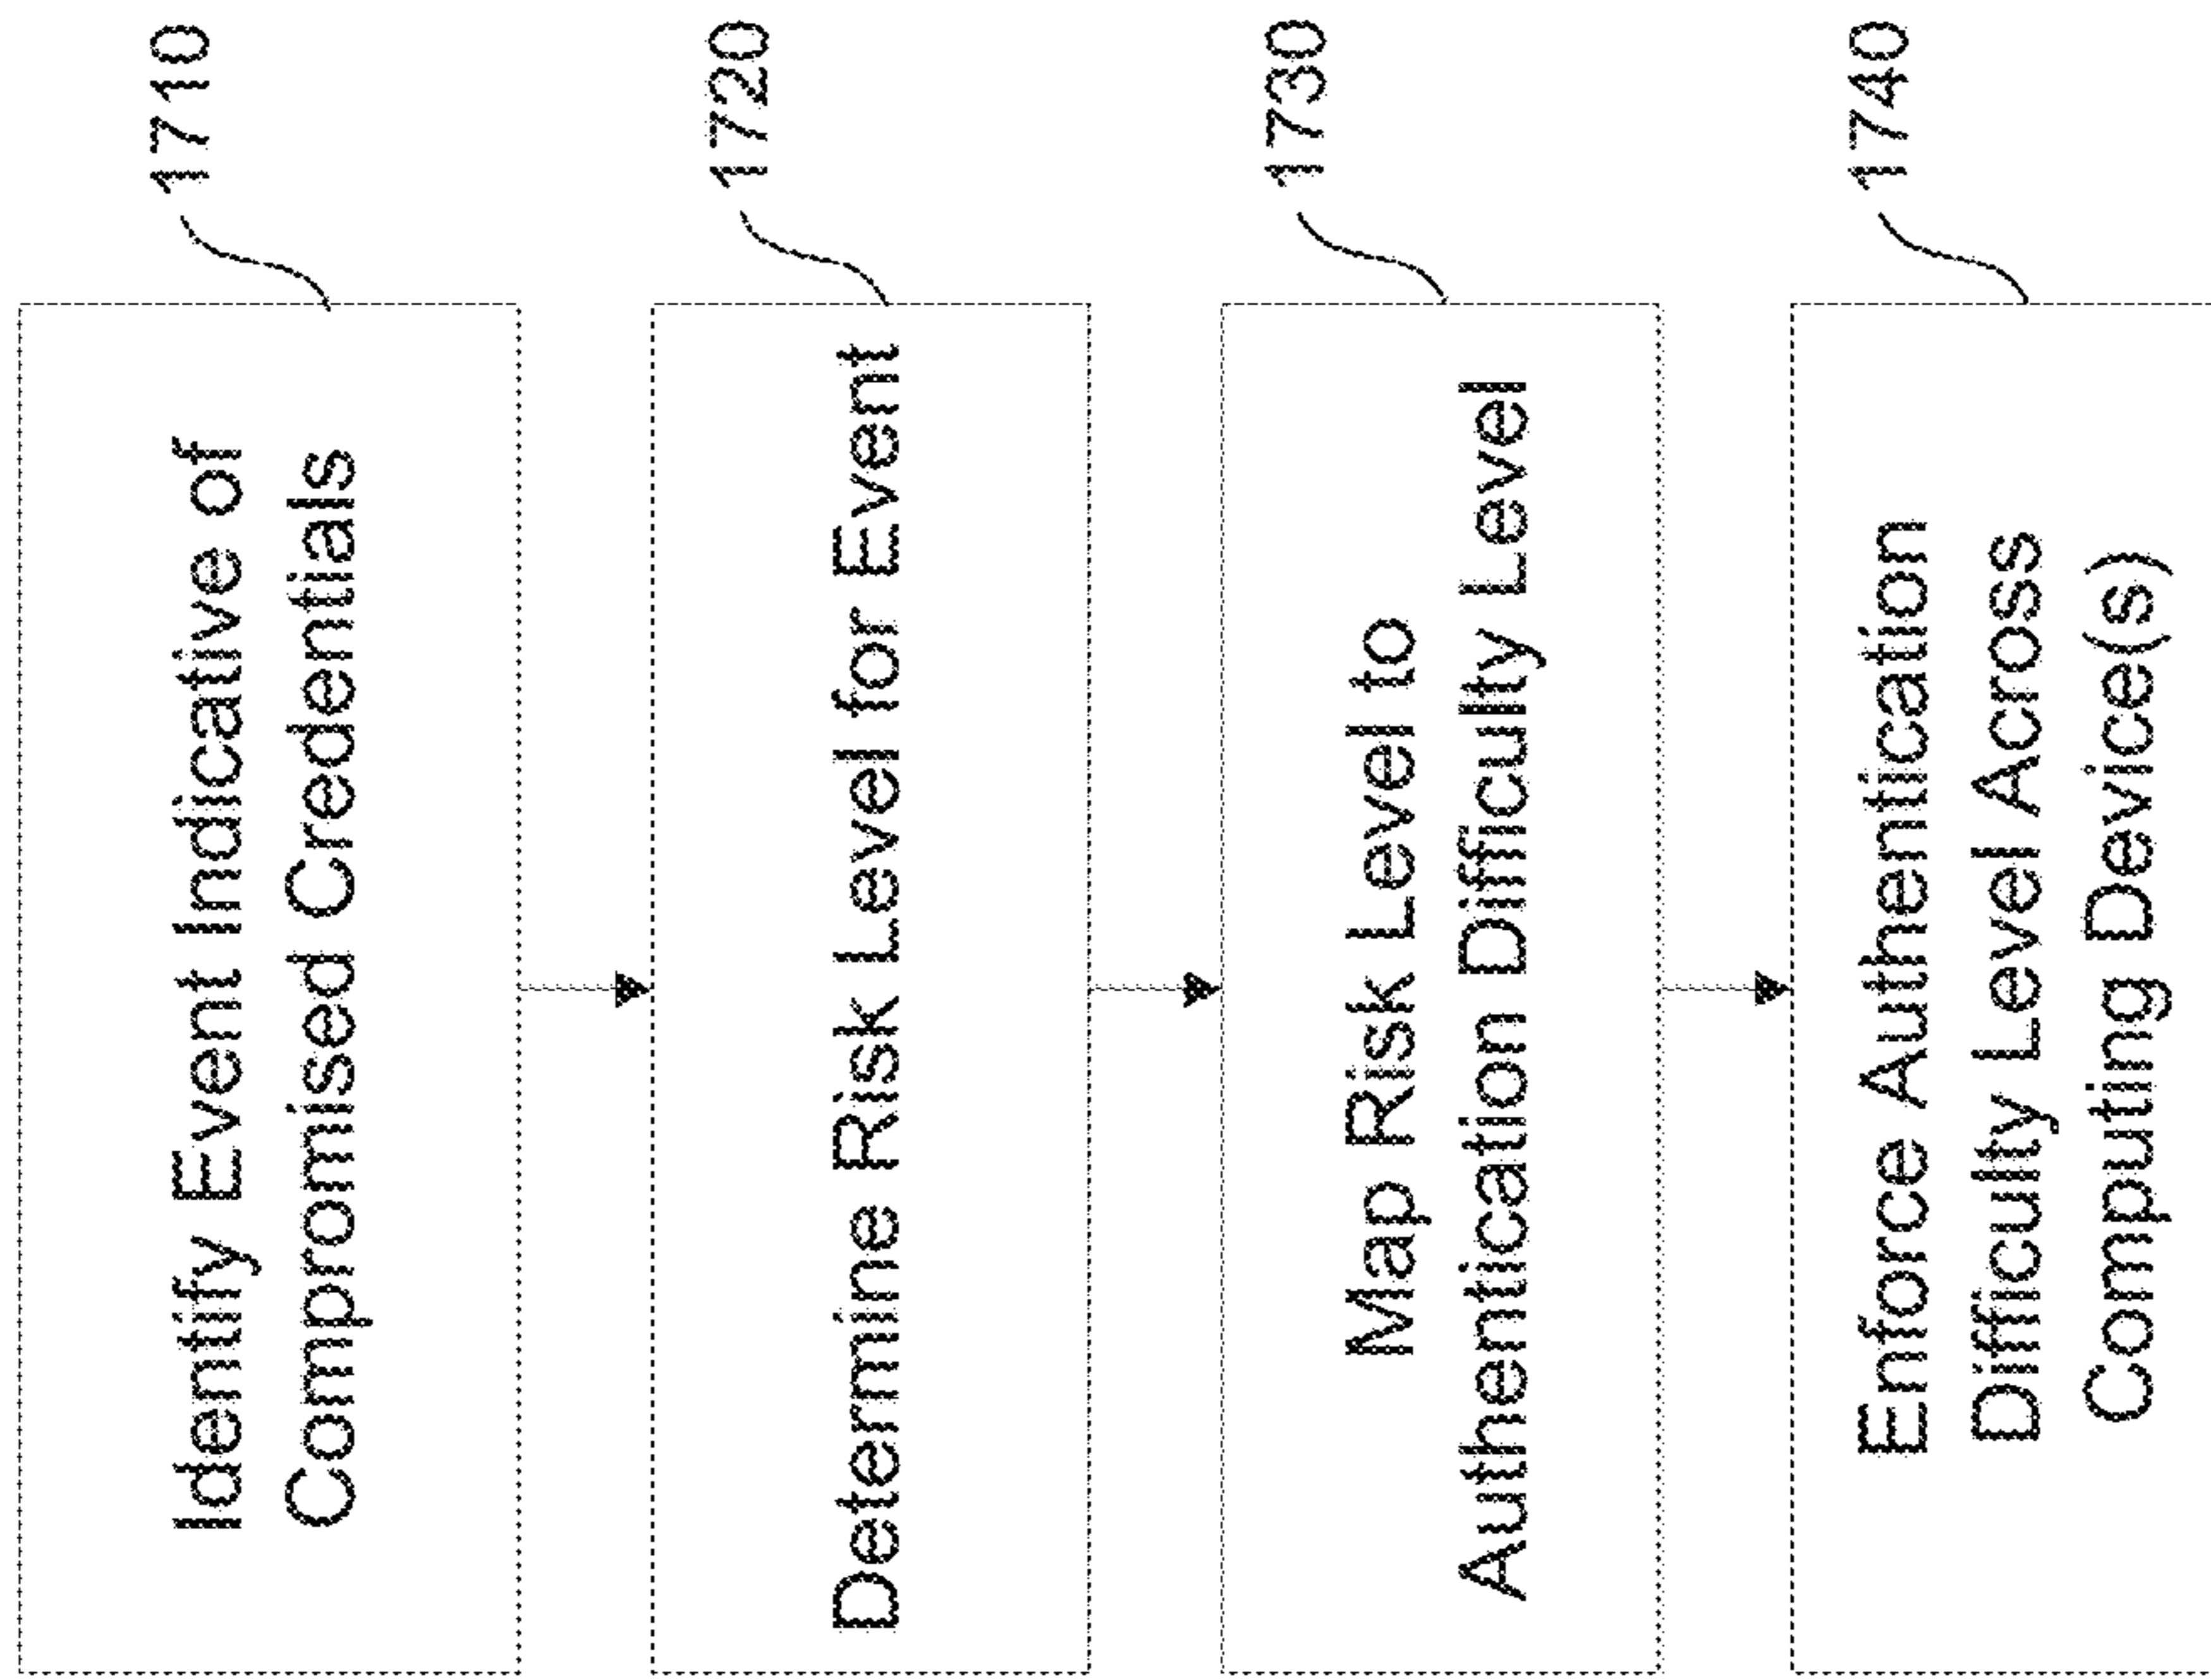 1710
Identify Event Indicative of
Compromised Credentials
1720
Determine Risk Level for Event
1730
Map Risk Level to
Authentication Difficulty Level
1740
Enforce Authentication
Difficulty Level Across
Computing Device(s)